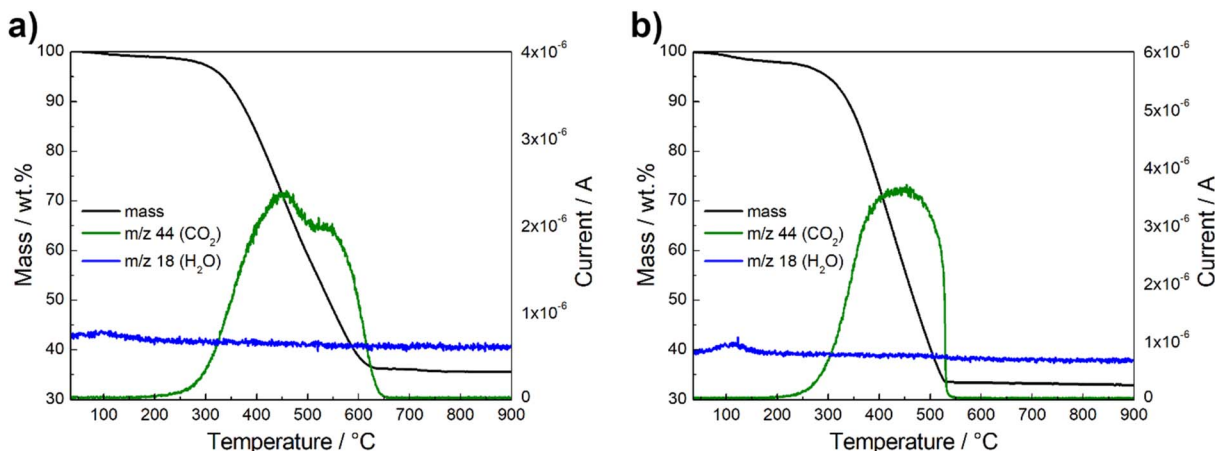 a)
100
90
80
70
60
50
40
30
Mass / wt.%
mass
m/z 44 (CO₂)
m/z 18 (H₂O)
4x10⁻⁶
3x10⁻⁶
2x10⁻⁶
1x10⁻⁶
0
Current / A
100 200 300 400 500 600 700 800 900
Temperature / °C
b)
100
90
80
70
60
50
40
30
Mass / wt.%
mass
m/z 44 (CO₂)
m/z 18 (H₂O)
6x10⁻⁶
5x10⁻⁶
4x10⁻⁶
3x10⁻⁶
2x10⁻⁶
1x10⁻⁶
0
Current / A
100 200 300 400 500 600 700 800 900
Temperature / °C